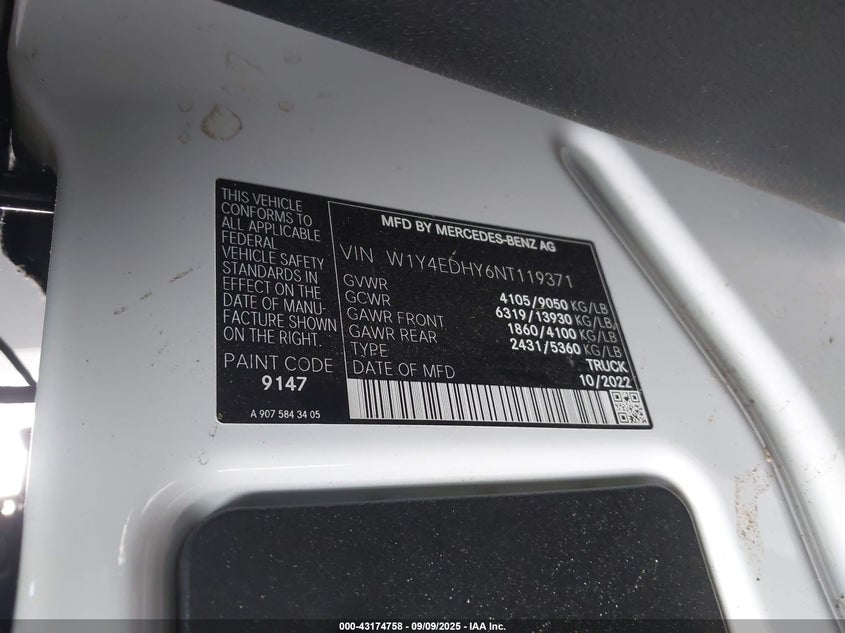 THIS VEHICLE
CONFORMS TO
ALL APPLICABLE
FEDERAL
VEHICLE SAFETY
STANDARDS IN
EFFECT ON THE
DATE OF MANU-
FACTURE SHOWN
ON THE RIGHT.
PAINT CODE
9147
A 907 584 34 05
MFD BY MERCEDES-BENZ AG
VIN W1Y4EDHY6NT119371
GVWR 4105/9050 KG/LB
GCWR 6319/13930 KG/LB
GAWR FRONT 1860/4100 KG/LB
GAWR REAR 2431/5360 KG/LB
TYPE TRUCK
DATE OF MFD 10/2022
000-43174758 - 09/09/2025 - IAA Inc.